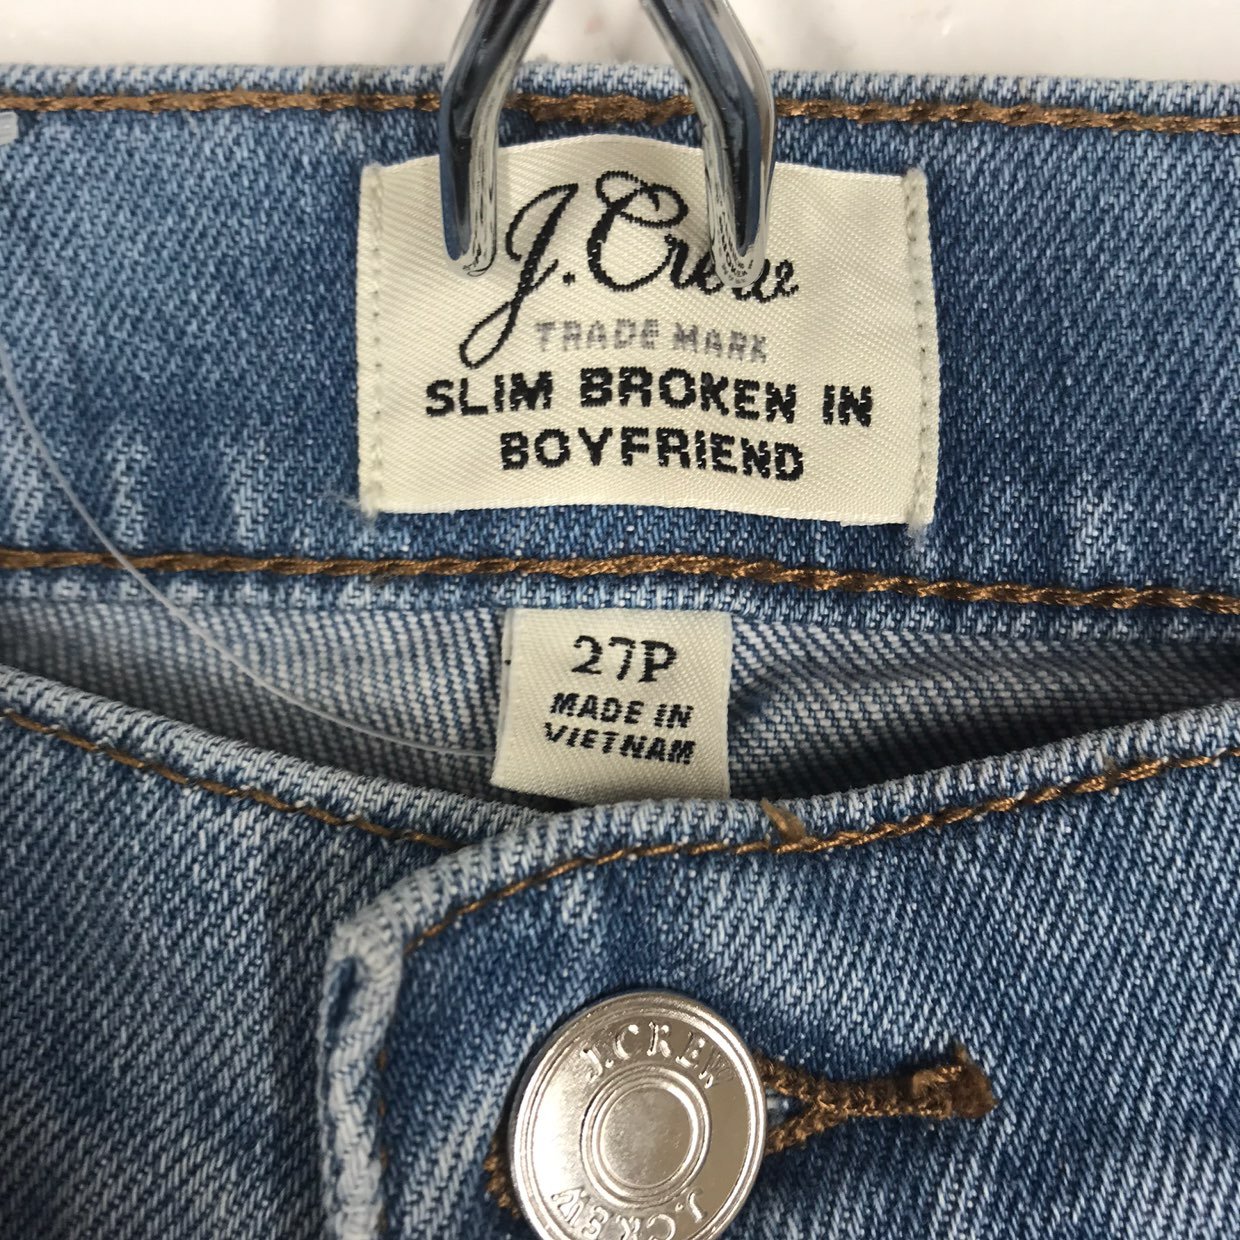 J.Crew
TRADE MARK
SLIM BROKEN IN
BOYFRIEND
27P
MADE IN
VIETNAM
J.CREW
J.CREW